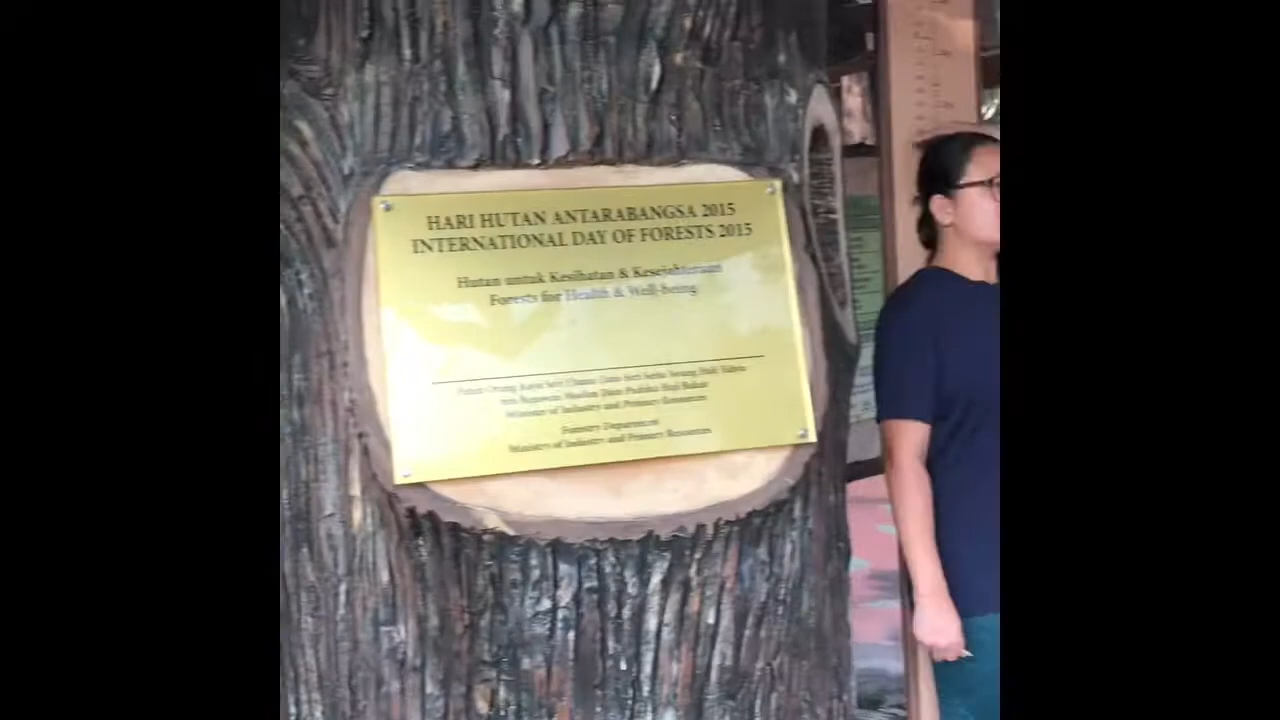 HARI HUTAN ANTARABANGSA 2015
INTERNATIONAL DAY OF FORESTS 2015
Hutan untuk Kesihatan & Kesejahteraan
Forests for Health & Well-being
Minister of Industry and Primary Resources
Forestry Department
Ministry of Industry and Primary Resources